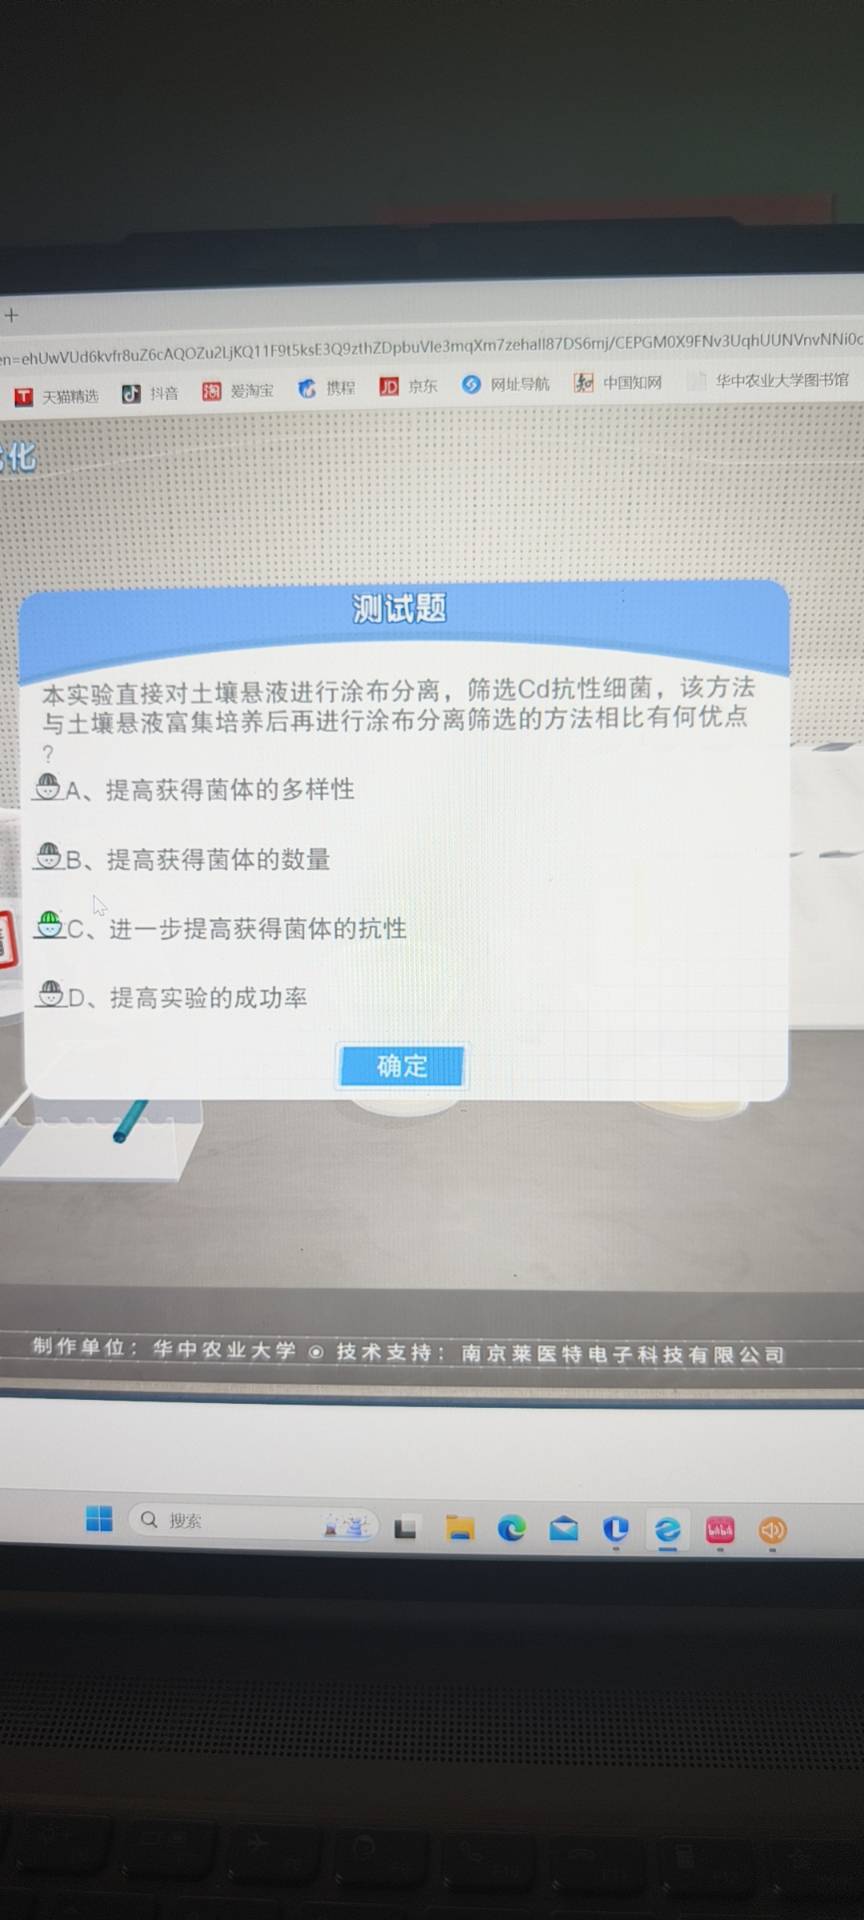 en=ehUwVUd6kvfr8uZ6cAQOZu2LjKQ11F9t5ksE3Q9zthZDpbuVIe3mqXm7zehall87DS6rnj/CEPGM0X9FNv3UqhUUNVnvNNi0c
天猫精选 抖音 淘 爱淘宝 携程 JD 京东 网址导航 知 中国知网 华中农业大学图书馆
化
测试题
本实验直接对土壤悬液进行涂布分离，筛选Cd抗性细菌，该方法
与土壤悬液富集培养后再进行涂布分离筛选的方法相比有何优点
？
A、提高获得菌体的多样性
B、提高获得菌体的数量
C、进一步提高获得菌体的抗性
D、提高实验的成功率
确定
制作单位：华中农业大学 ⊙ 技术支持：南京莱医特电子科技有限公司
搜索